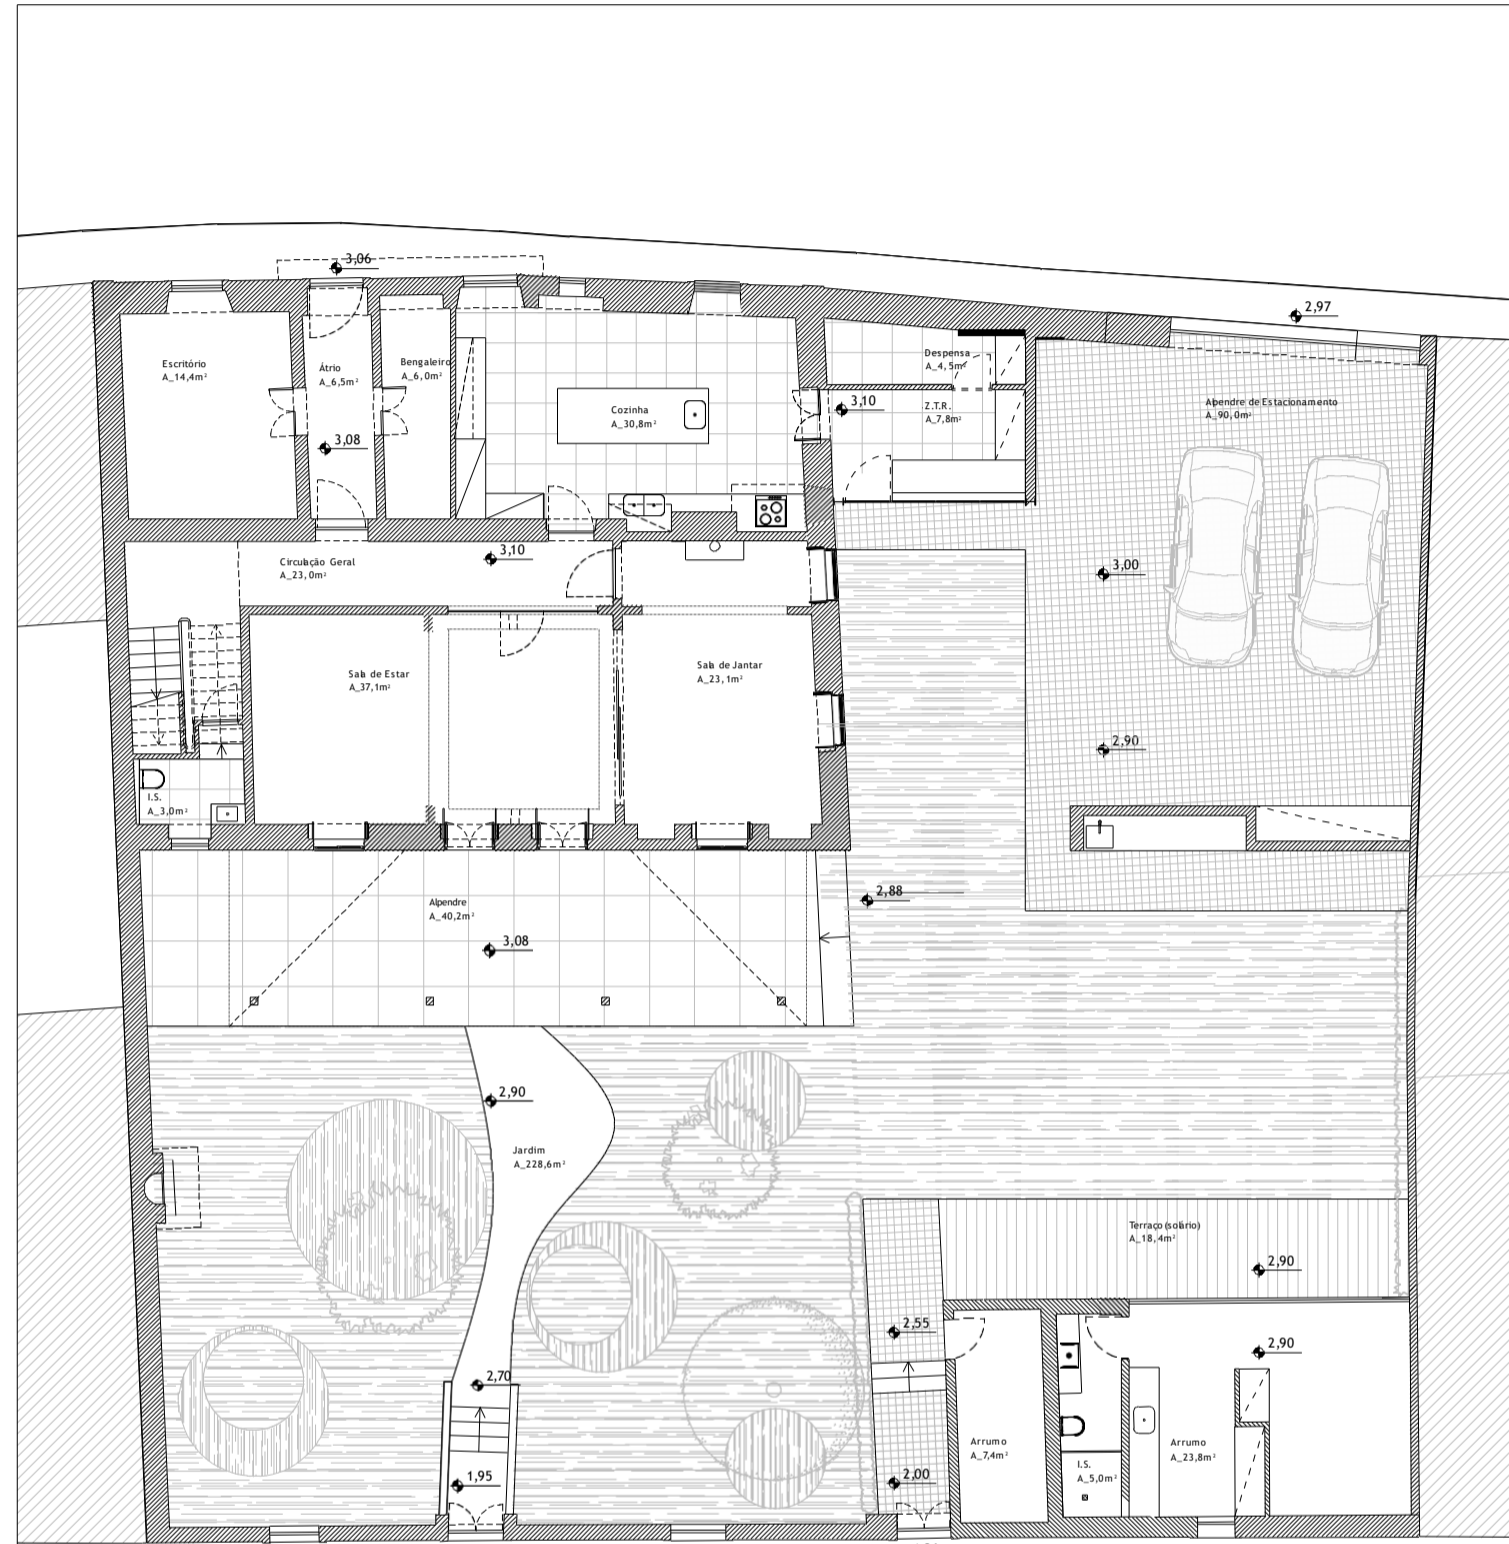 3,06
2,97
Escritório
A_14,4m²
Átrio
A_6,5m²
Bengaleiro
A_6,0m²
Cozinha
A_30,8m²
Despensa
A_4,5m²
3,10
Z.T.R.
A_7,8m²
Alpendre de Estacionamento
A_90,0m²
3,08
Circulação Geral
A_23,0m²
3,10
3,00
Sala de Estar
A_37,1m²
Sala de Jantar
A_23,1m²
2,90
I.S.
A_3,0m²
2,88
Alpendre
A_40,2m²
3,08
2,90
Jardim
A_228,6m²
Terraço (solário)
A_18,4m²
2,90
2,55
2,90
2,70
Arrumo
A_7,4m²
Arrumo
A_23,8m²
I.S.
A_5,0m²
1,95
2,00